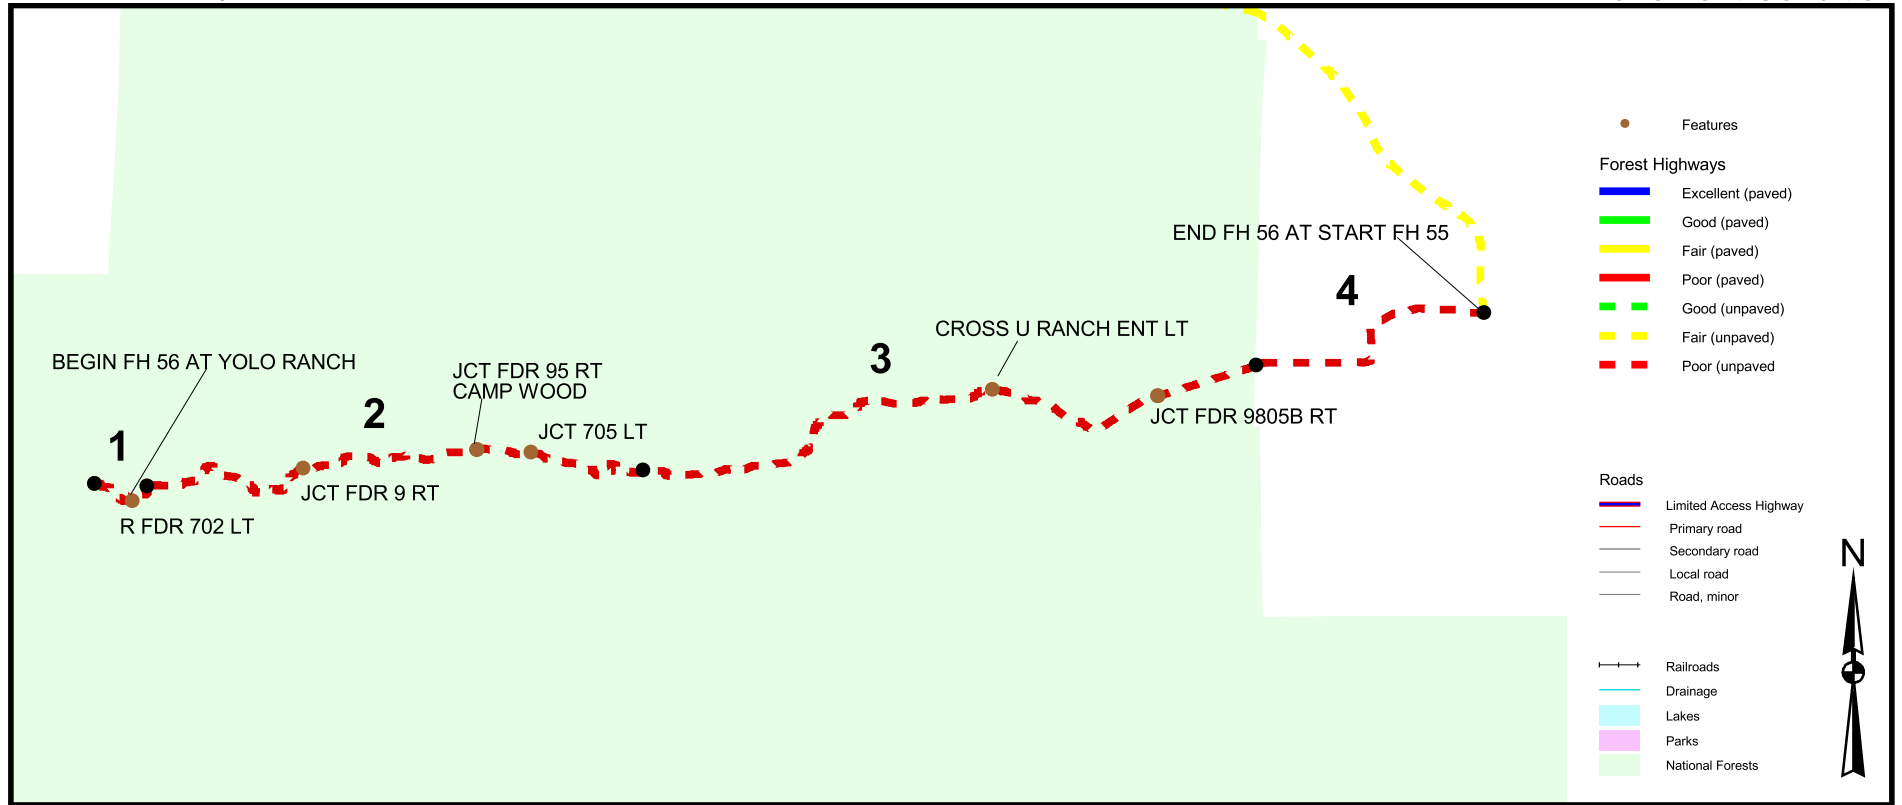 Features
Forest Highways
Excellent (paved)
Good (paved)
Fair (paved)
Poor (paved)
Good (unpaved)
Fair (unpaved)
Poor (unpaved
END FH 56 AT START FH 55
4
CROSS U RANCH ENT LT
3
BEGIN FH 56 AT YOLO RANCH
JCT FDR 95 RT
CAMP WOOD
2
JCT FDR 9805B RT
JCT 705 LT
1
JCT FDR 9 RT
R FDR 702 LT
Roads
Limited Access Highway
Primary road
Secondary road
Local road
Road, minor
N
Railroads
Drainage
Lakes
Parks
National Forests